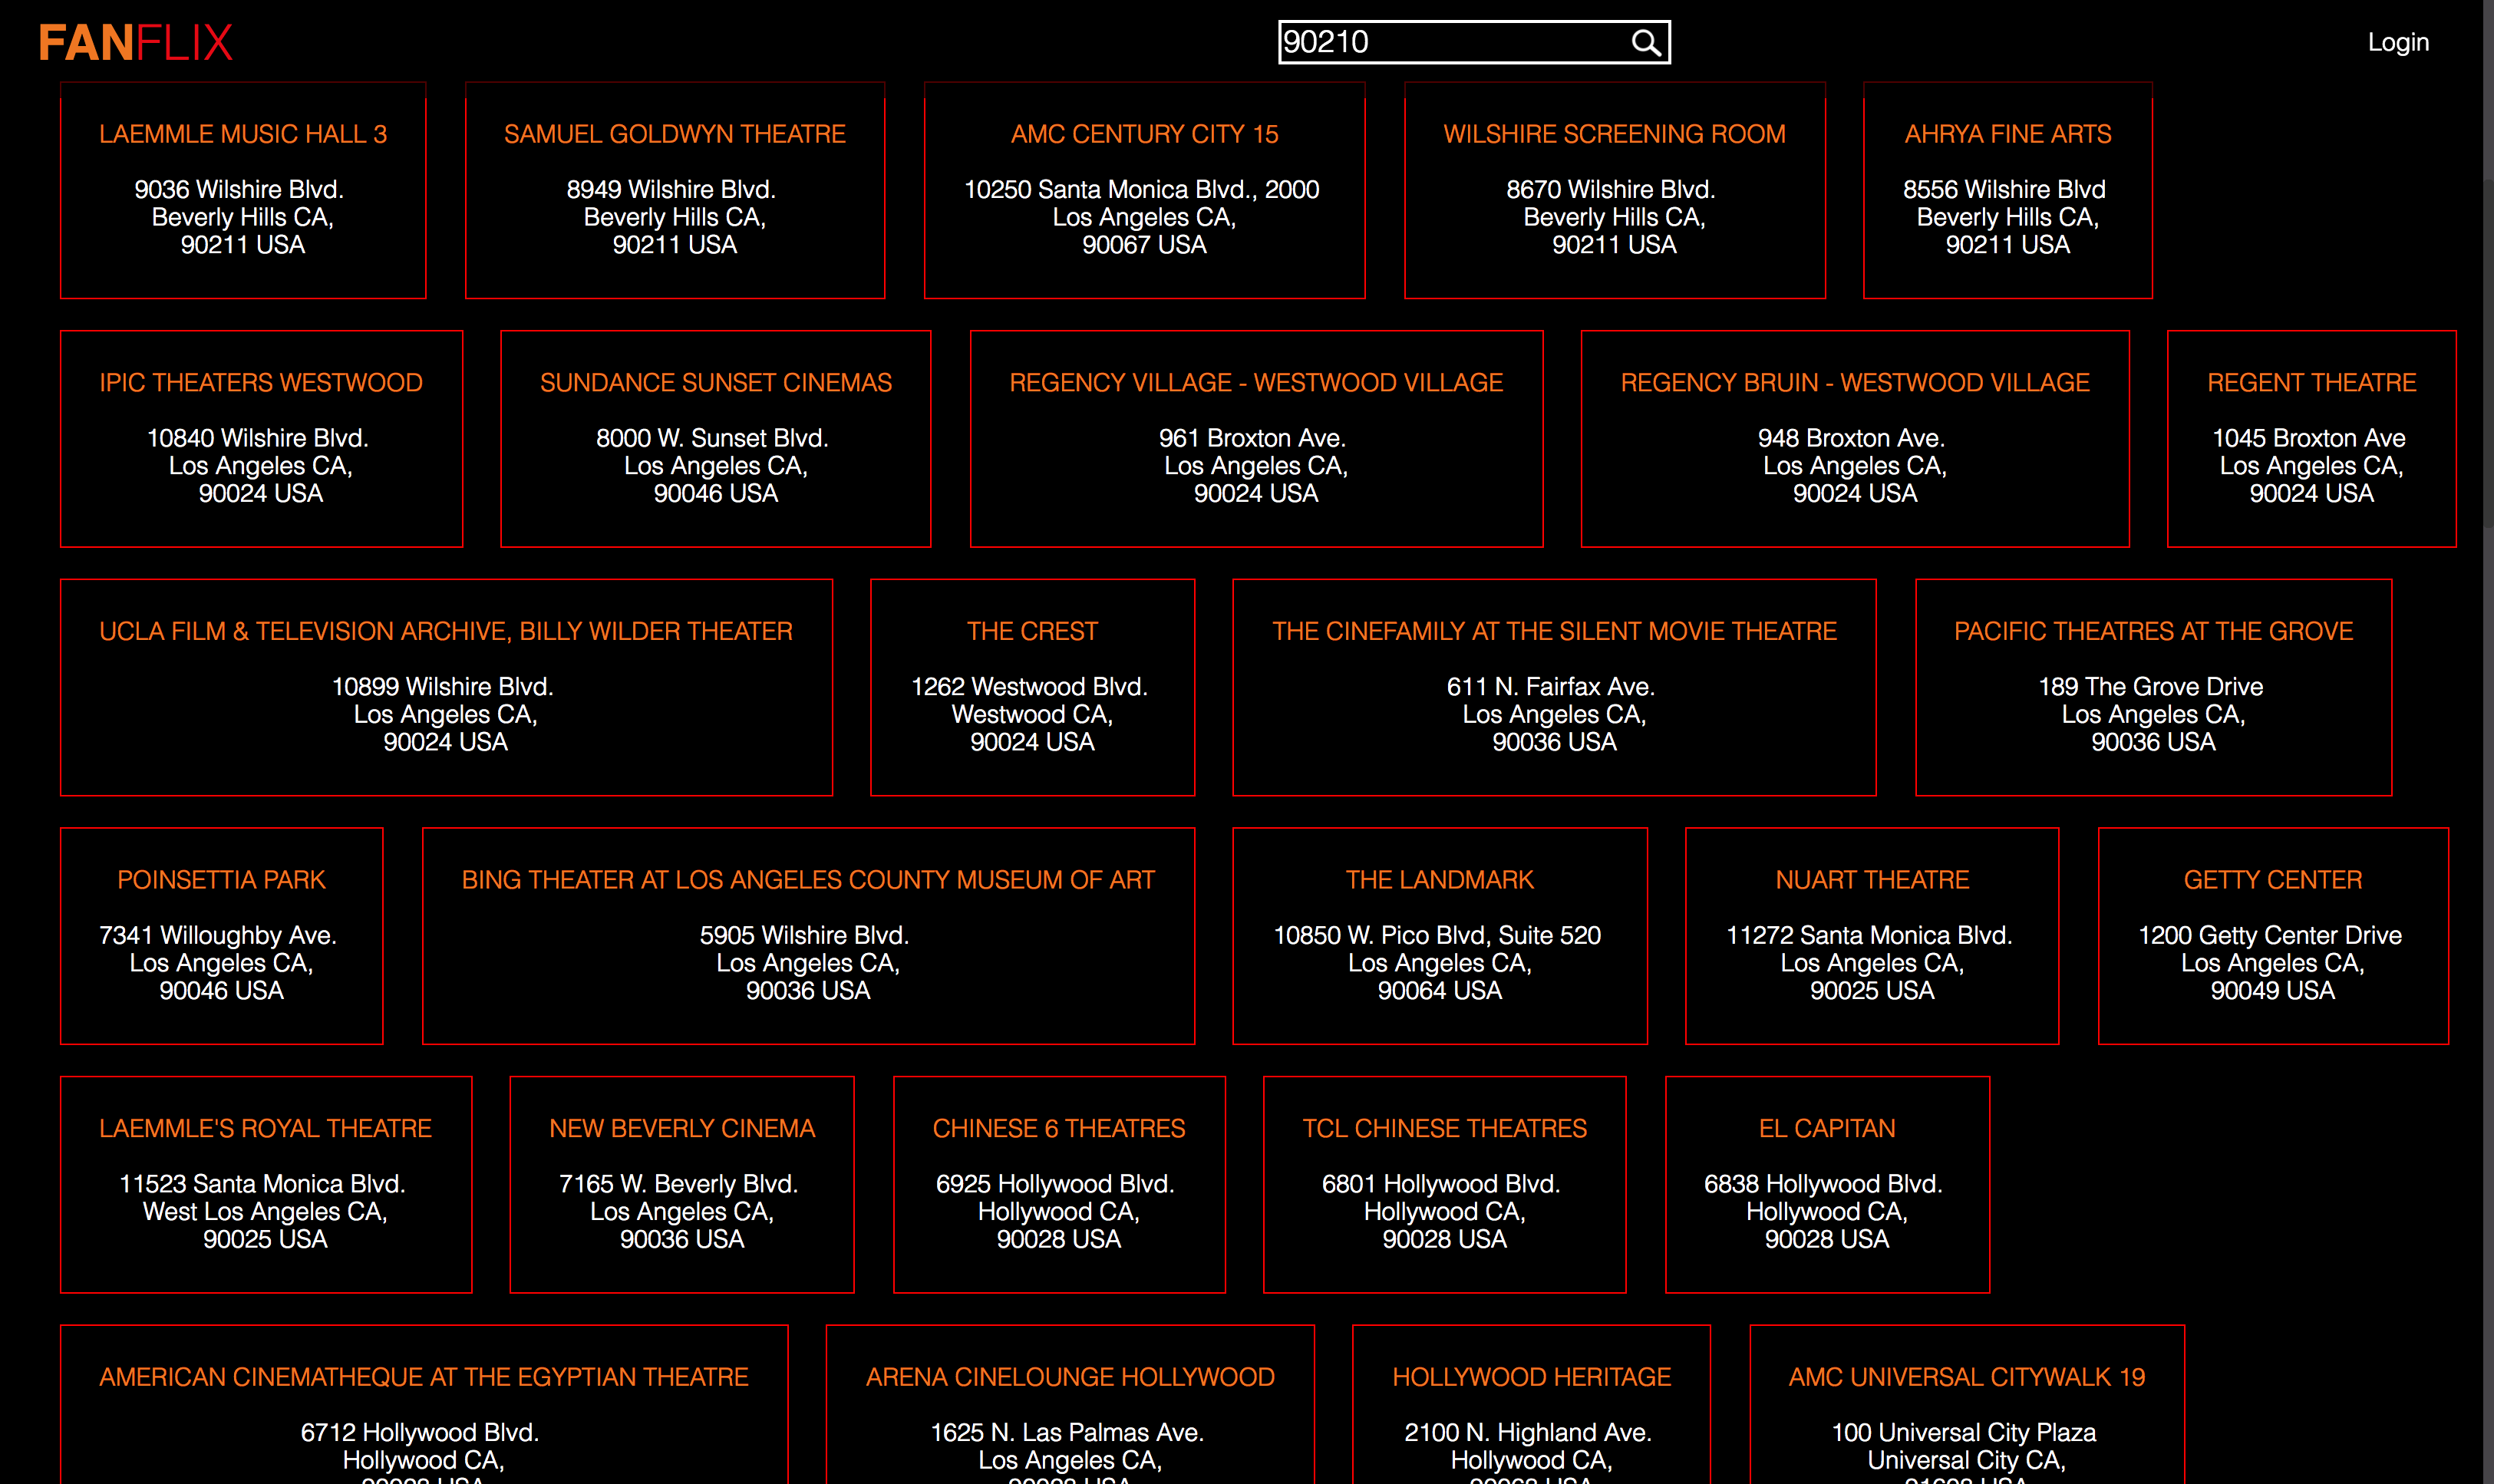 FANFLIX
90210
Login
LAEMMLE MUSIC HALL 3
9036 Wilshire Blvd.
Beverly Hills CA,
90211 USA
SAMUEL GOLDWYN THEATRE
8949 Wilshire Blvd.
Beverly Hills CA,
90211 USA
AMC CENTURY CITY 15
10250 Santa Monica Blvd., 2000
Los Angeles CA,
90067 USA
WILSHIRE SCREENING ROOM
8670 Wilshire Blvd.
Beverly Hills CA,
90211 USA
AHRYA FINE ARTS
8556 Wilshire Blvd
Beverly Hills CA,
90211 USA
IPIC THEATERS WESTWOOD
10840 Wilshire Blvd.
Los Angeles CA,
90024 USA
SUNDANCE SUNSET CINEMAS
8000 W. Sunset Blvd.
Los Angeles CA,
90046 USA
REGENCY VILLAGE - WESTWOOD VILLAGE
961 Broxton Ave.
Los Angeles CA,
90024 USA
REGENCY BRUIN - WESTWOOD VILLAGE
948 Broxton Ave.
Los Angeles CA,
90024 USA
REGENT THEATRE
1045 Broxton Ave
Los Angeles CA,
90024 USA
UCLA FILM & TELEVISION ARCHIVE, BILLY WILDER THEATER
10899 Wilshire Blvd.
Los Angeles CA,
90024 USA
THE CREST
1262 Westwood Blvd.
Westwood CA,
90024 USA
THE CINEFAMILY AT THE SILENT MOVIE THEATRE
611 N. Fairfax Ave.
Los Angeles CA,
90036 USA
PACIFIC THEATRES AT THE GROVE
189 The Grove Drive
Los Angeles CA,
90036 USA
POINSETTIA PARK
7341 Willoughby Ave.
Los Angeles CA,
90046 USA
BING THEATER AT LOS ANGELES COUNTY MUSEUM OF ART
5905 Wilshire Blvd.
Los Angeles CA,
90036 USA
THE LANDMARK
10850 W. Pico Blvd, Suite 520
Los Angeles CA,
90064 USA
NUART THEATRE
11272 Santa Monica Blvd.
Los Angeles CA,
90025 USA
GETTY CENTER
1200 Getty Center Drive
Los Angeles CA,
90049 USA
LAEMMLE'S ROYAL THEATRE
11523 Santa Monica Blvd.
West Los Angeles CA,
90025 USA
NEW BEVERLY CINEMA
7165 W. Beverly Blvd.
Los Angeles CA,
90036 USA
CHINESE 6 THEATRES
6925 Hollywood Blvd.
Hollywood CA,
90028 USA
TCL CHINESE THEATRES
6801 Hollywood Blvd.
Hollywood CA,
90028 USA
EL CAPITAN
6838 Hollywood Blvd.
Hollywood CA,
90028 USA
AMERICAN CINEMATHEQUE AT THE EGYPTIAN THEATRE
6712 Hollywood Blvd.
Hollywood CA,
ARENA CINELOUNGE HOLLYWOOD
1625 N. Las Palmas Ave.
Los Angeles CA,
HOLLYWOOD HERITAGE
2100 N. Highland Ave.
Hollywood CA,
AMC UNIVERSAL CITYWALK 19
100 Universal City Plaza
Universal City CA,